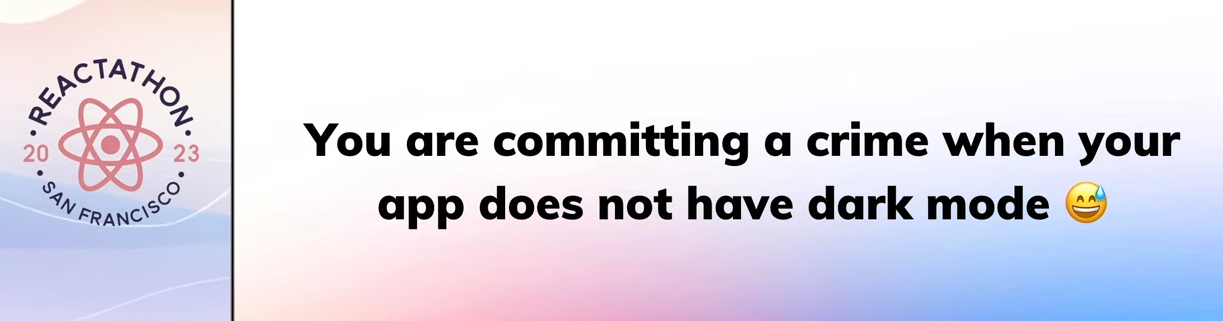 REACTATHON
20 23
SAN FRANCISCO
You are committing a crime when your
app does not have dark mode 😅